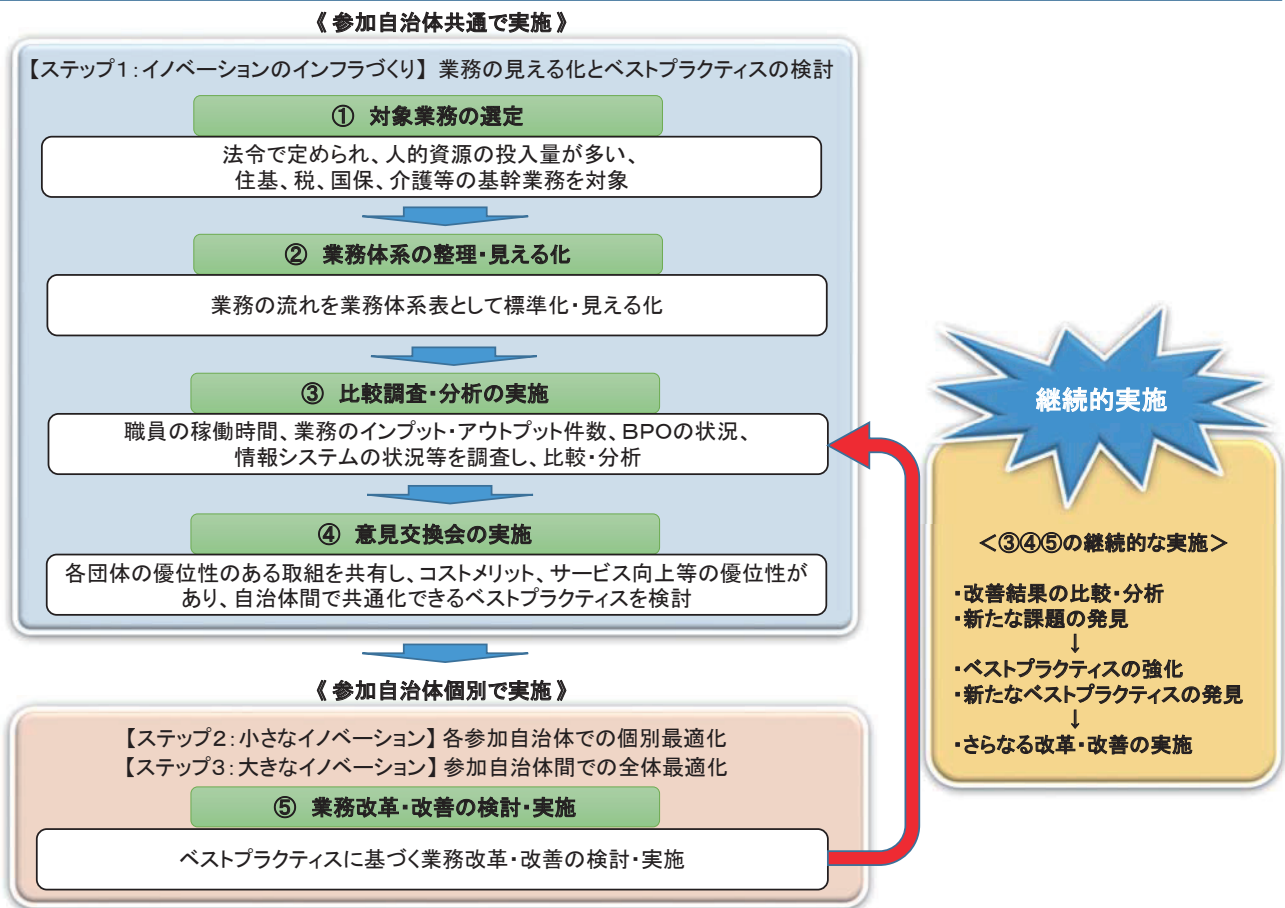 《 参加自治体共通で実施 》
【ステップ1:イノベーションのインフラづくり】 業務の見える化とベストプラクティスの検討
① 対象業務の選定
法令で定められ、人的資源の投入量が多い、
住基、税、国保、介護等の基幹業務を対象
② 業務体系の整理・見える化
業務の流れを業務体系表として標準化・見える化
③ 比較調査・分析の実施
職員の稼働時間、業務のインプット・アウトプット件数、BPOの状況、
情報システムの状況等を調査し、比較・分析
④ 意見交換会の実施
各団体の優位性のある取組を共有し、コストメリット、サービス向上等の優位性が
あり、自治体間で共通化できるベストプラクティスを検討
《 参加自治体個別で実施 》
【ステップ2:小さなイノベーション】 各参加自治体での個別最適化
【ステップ3:大きなイノベーション】 参加自治体間での全体最適化
⑤ 業務改革・改善の検討・実施
ベストプラクティスに基づく業務改革・改善の検討・実施
継続的実施
<③④⑤の継続的な実施>
・改善結果の比較・分析
・新たな課題の発見
↓
・ベストプラクティスの強化
・新たなベストプラクティスの発見
↓
・さらなる改革・改善の実施